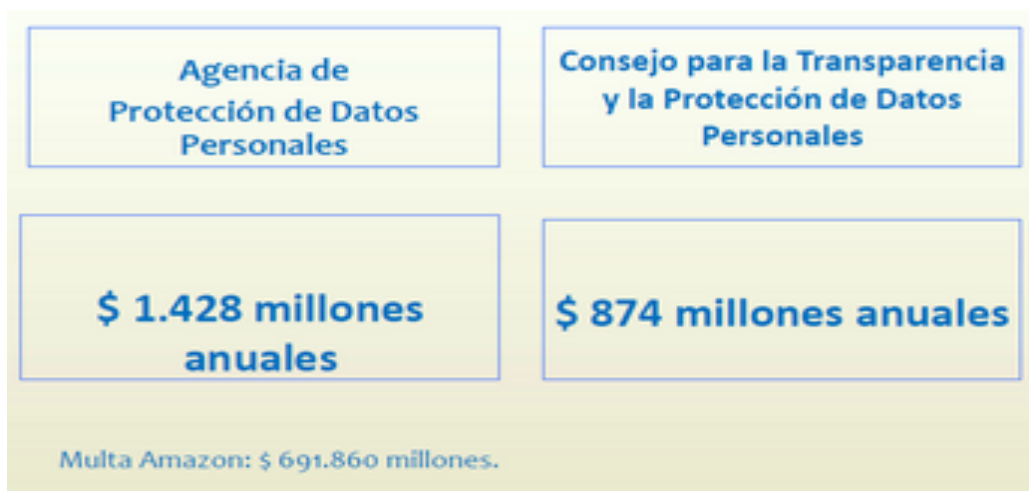 Agencia de
Protección de Datos
Personales
Consejo para la Transparencia
y la Protección de Datos
Personales
$ 1.428 millones
anuales
$ 874 millones anuales
Multa Amazon: $ 691.860 millones.